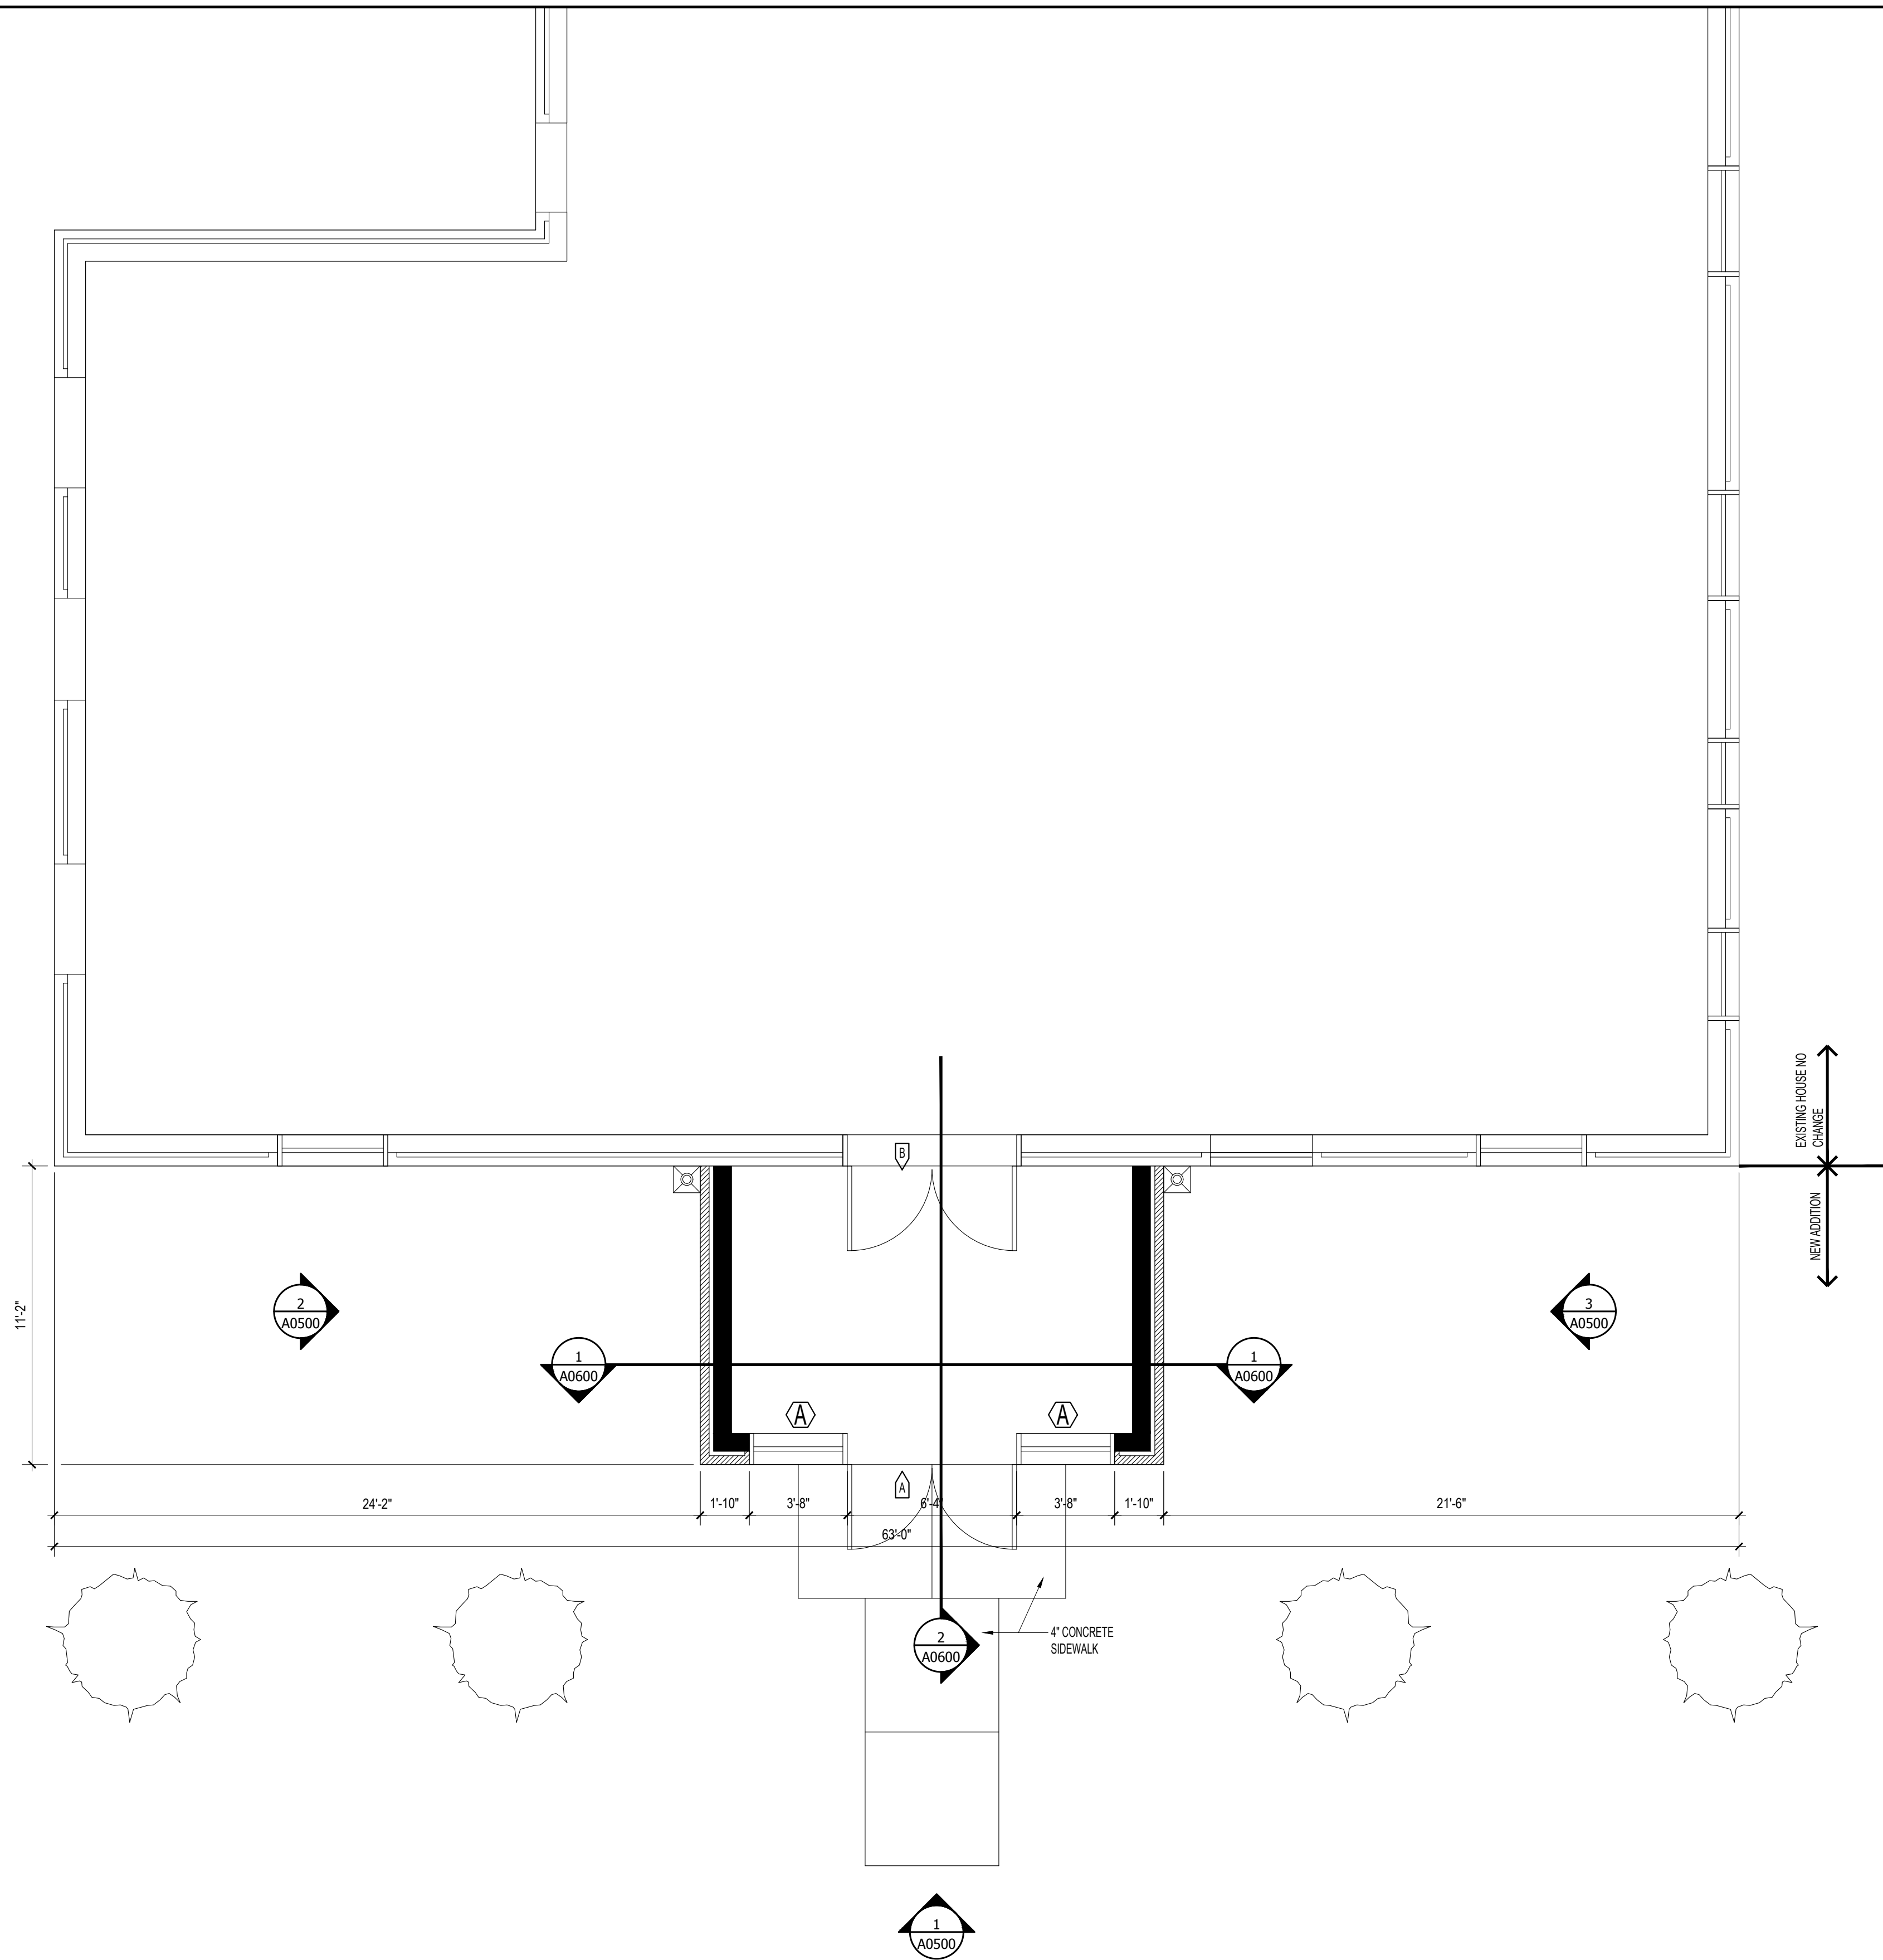 EXISTING HOUSE NO
CHANGE
B
NEW ADDITION
2
A0500
3
A0500
11'-2"
1
A0600
1
A0600
A
A
A
24'-2"
1'-10"
3'-8"
6'-4"
3'-8"
1'-10"
21'-6"
63'-0"
4" CONCRETE
SIDEWALK
2
A0600
1
A0500